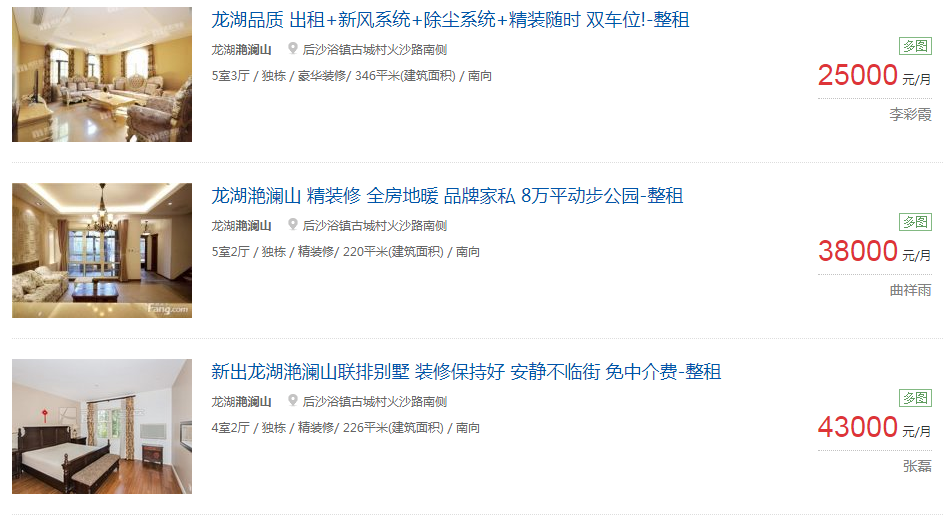 龙湖品质 出租+新风系统+除尘系统+精装随时 双车位!-整租
龙湖滟澜山 后沙浴镇古城村火沙路南侧
多图
5室3厅 / 独栋 / 豪华装修/ 346平米(建筑面积) / 南向
25000 元/月
李彩霞
龙湖滟澜山 精装修 全房地暖 品牌家私 8万平动步公园-整租
龙湖滟澜山 后沙浴镇古城村火沙路南侧
多图
5室2厅 / 独栋 / 精装修/ 220平米(建筑面积) / 南向
38000 元/月
曲祥雨
Fang.com
新出龙湖滟澜山联排别墅 装修保持好 安静不临街 免中介费-整租
龙湖滟澜山 后沙浴镇古城村火沙路南侧
多图
4室2厅 / 独栋 / 精装修/ 226平米(建筑面积) / 南向
43000 元/月
张磊